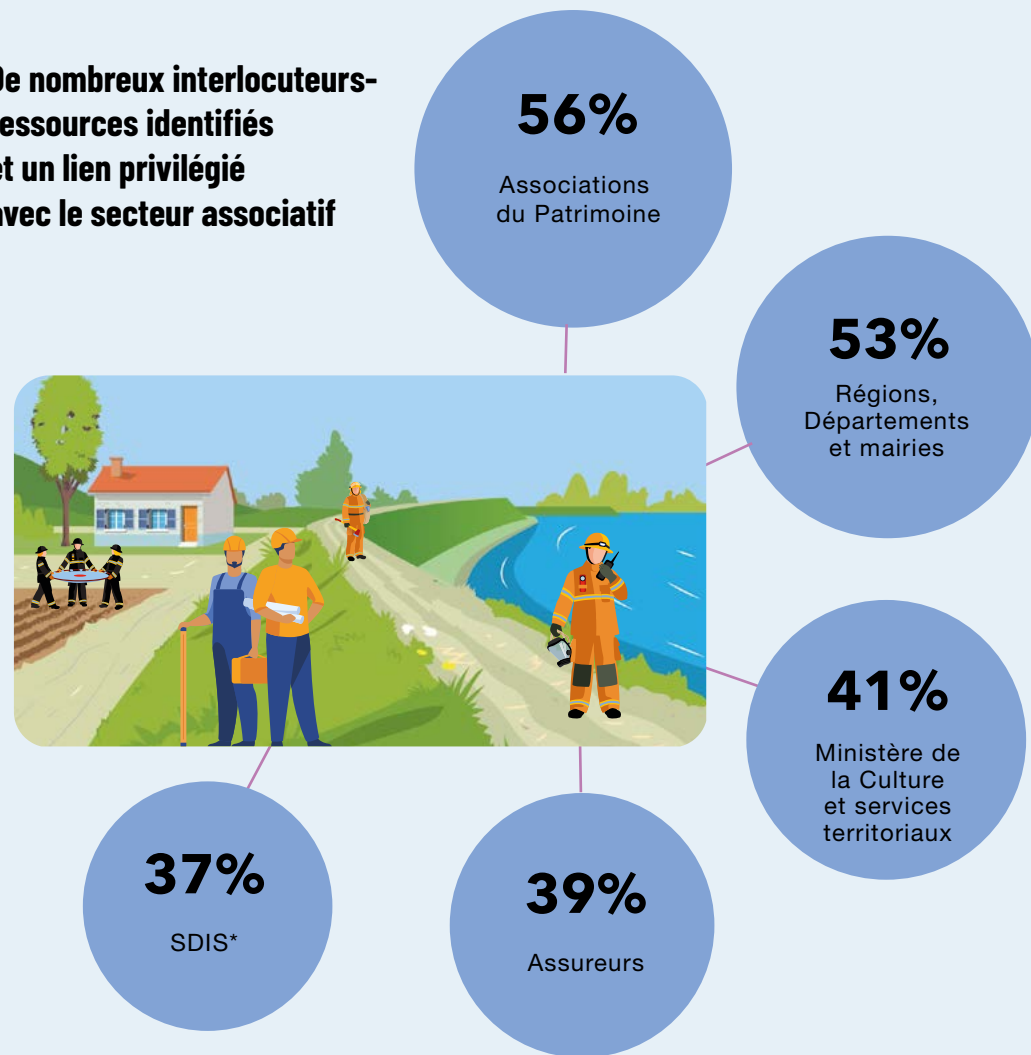 De nombreux interlocuteurs-
ressources identifiés
et un lien privilégié
avec le secteur associatif
56%
Associations
du Patrimoine
53%
Régions,
Départements
et mairies
41%
Ministère de
la Culture
et services
territoriaux
39%
Assureurs
37%
SDIS*